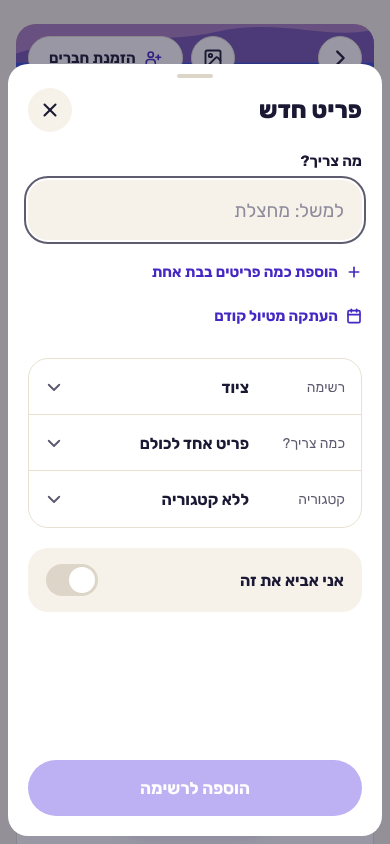 הזמנת חברים
פריט חדש
מה צריך?
למשל: מחצלת
הוספת כמה פריטים בבת אחת
העתקה מטיול קודם
רשימה ציוד
כמה צריך? פריט אחד לכולם
קטגוריה ללא קטגוריה
אני אביא את זה
הוספה לרשימה